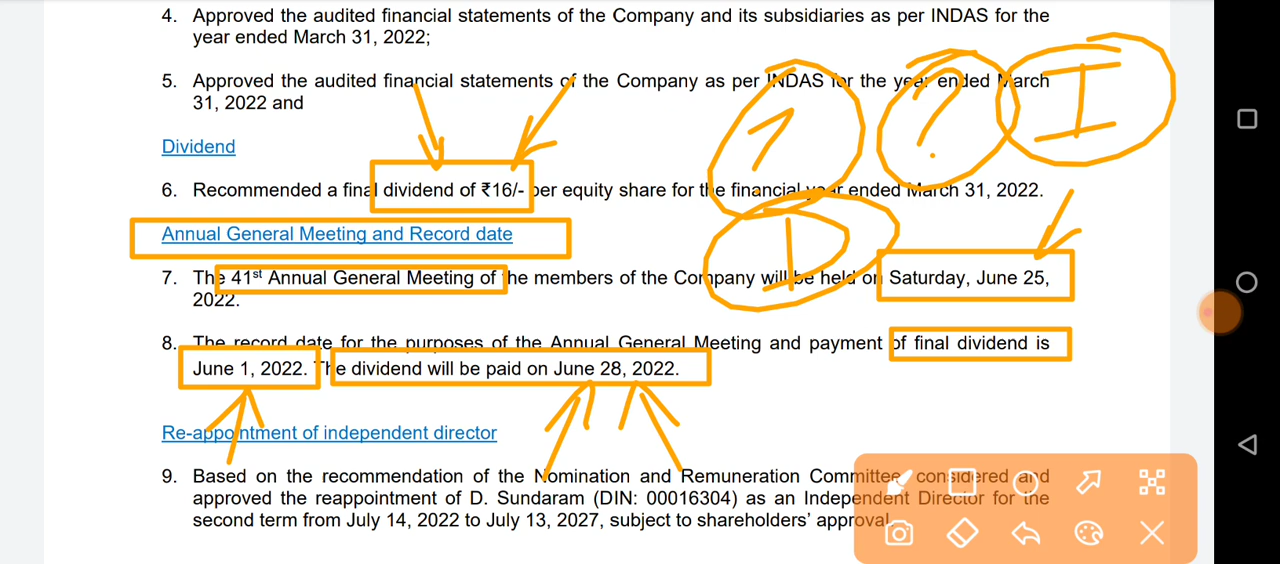 4. Approved the audited financial statements of the Company and its subsidiaries as per INDAS for the
year ended March 31, 2022;
5. Approved the audited financial statements of the Company as per INDAS for the year ended March
31, 2022 and
Dividend
6. Recommended a final dividend of ₹16/- per equity share for the financial year ended March 31, 2022.
Annual General Meeting and Record date
7. The 41st Annual General Meeting of the members of the Company will be held on Saturday, June 25,
2022.
8. The record date for the purposes of the Annual General Meeting and payment of final dividend is
June 1, 2022. The dividend will be paid on June 28, 2022.
Re-appointment of independent director
9. Based on the recommendation of the Nomination and Remuneration Committee, considered and
approved the reappointment of D. Sundaram (DIN: 00016304) as an Independent Director for the
second term from July 14, 2022 to July 13, 2027, subject to shareholders' approval.